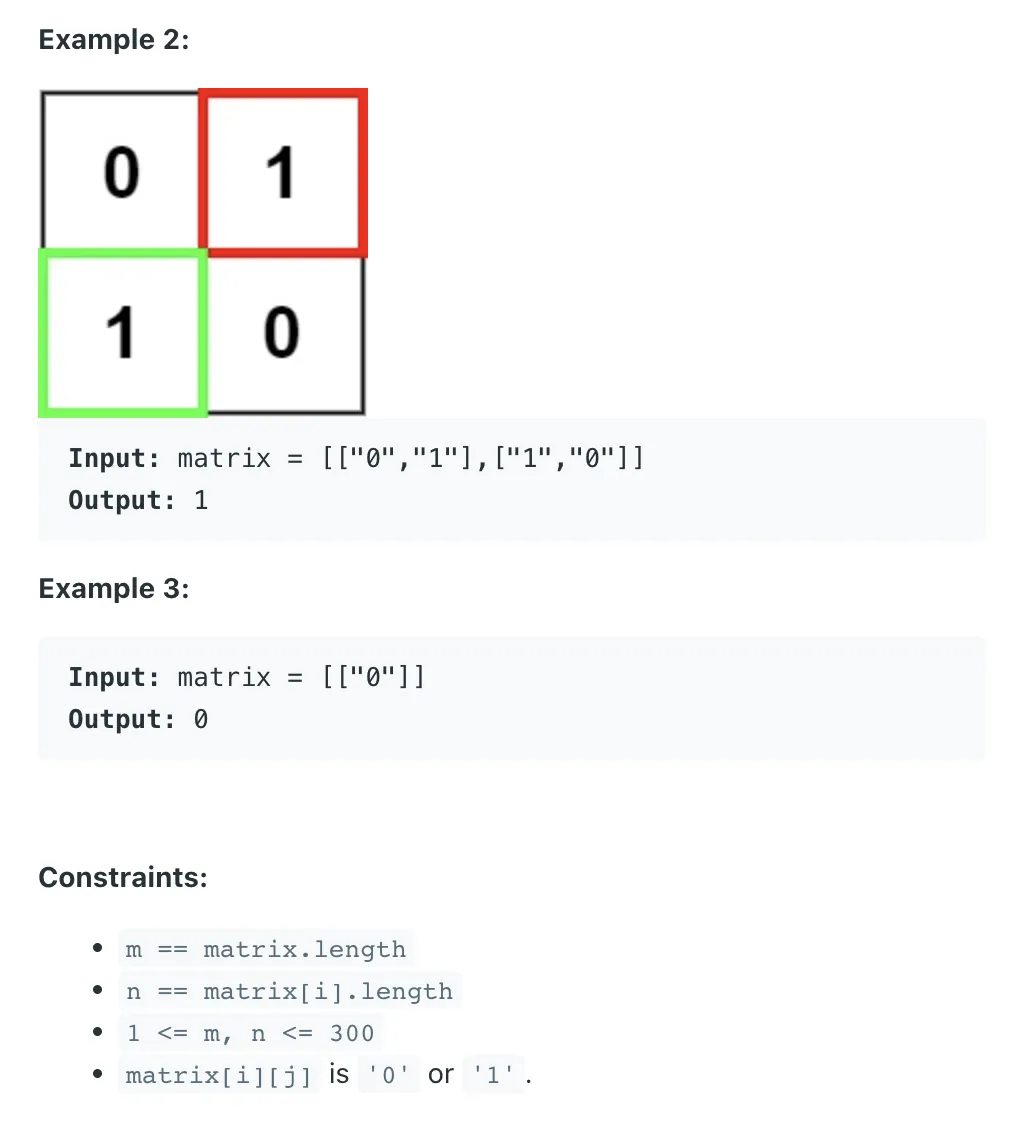 Example 2:
0 1
1 0
Input: matrix = [["0","1"],["1","0"]]
Output: 1
Example 3:
Input: matrix = [["0"]]
Output: 0
Constraints:
• m == matrix.length
• n == matrix[i].length
• 1 <= m, n <= 300
• matrix[i][j] is '0' or '1'.